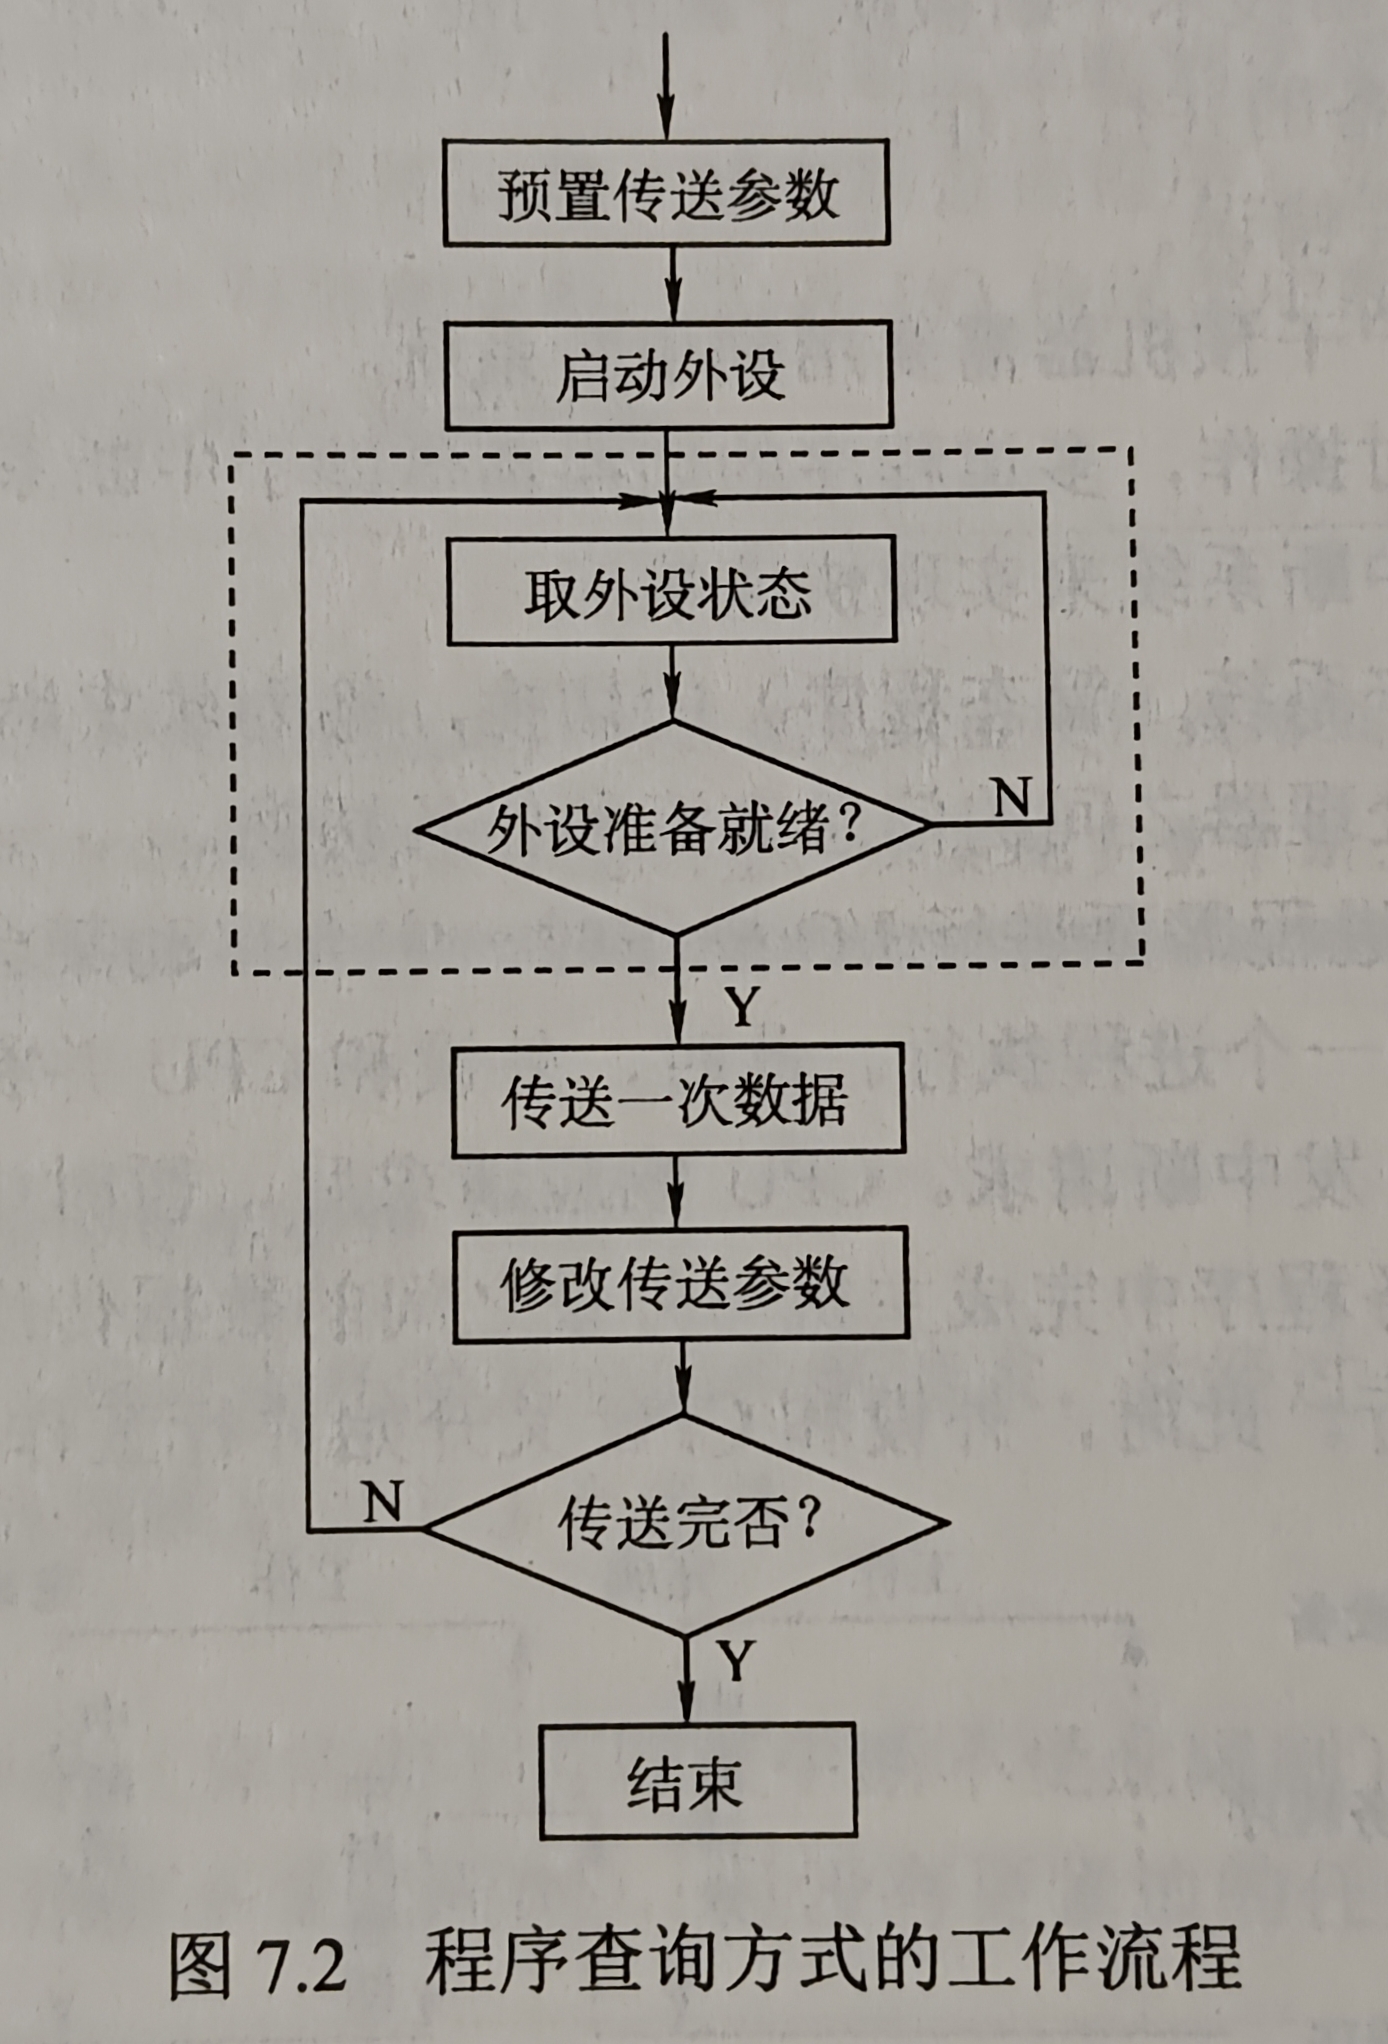 预置传送参数
启动外设
取外设状态
外设准备就绪？
N
Y
传送一次数据
修改传送参数
N
传送完否？
Y
结束
图 7.2 程序查询方式的工作流程